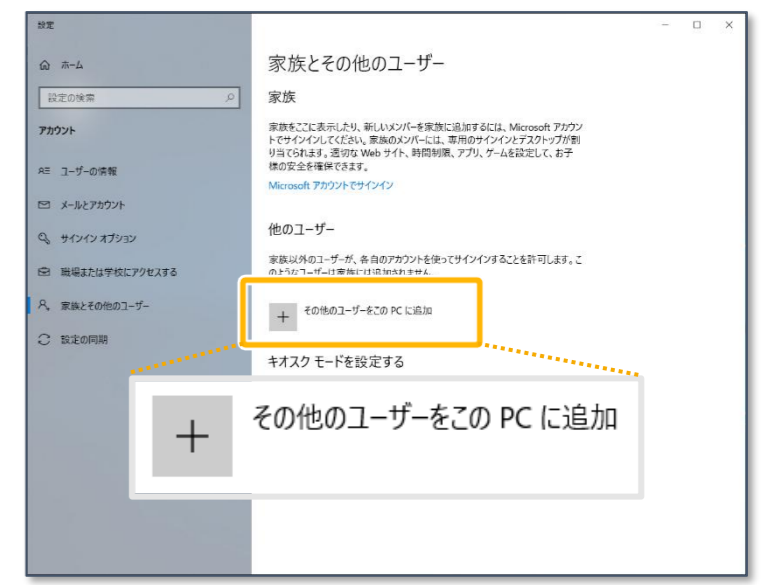 設定
ホーム
設定の検索
アカウント
ユーザーの情報
メールとアカウント
サインイン オプション
職場または学校にアクセスする
家族とその他のユーザー
設定の同期
家族とその他のユーザー
家族
家族をここに表示したり、新しいメンバーを家族に追加するには、Microsoft アカウン
トでサインインしてください。家族のメンバーには、専用のサインインとデスクトップが割
り当てられます。適切な Web サイト、時間制限、アプリ、ゲームを設定して、お子
様の安全を確保できます。
Microsoft アカウントでサインイン
他のユーザー
家族以外のユーザーが、各自のアカウントを使ってサインインすることを許可します。こ
のようなユーザーは家族には追加されません。
その他のユーザーをこの PC に追加
キオスク モードを設定する
その他のユーザーをこの PC に追加